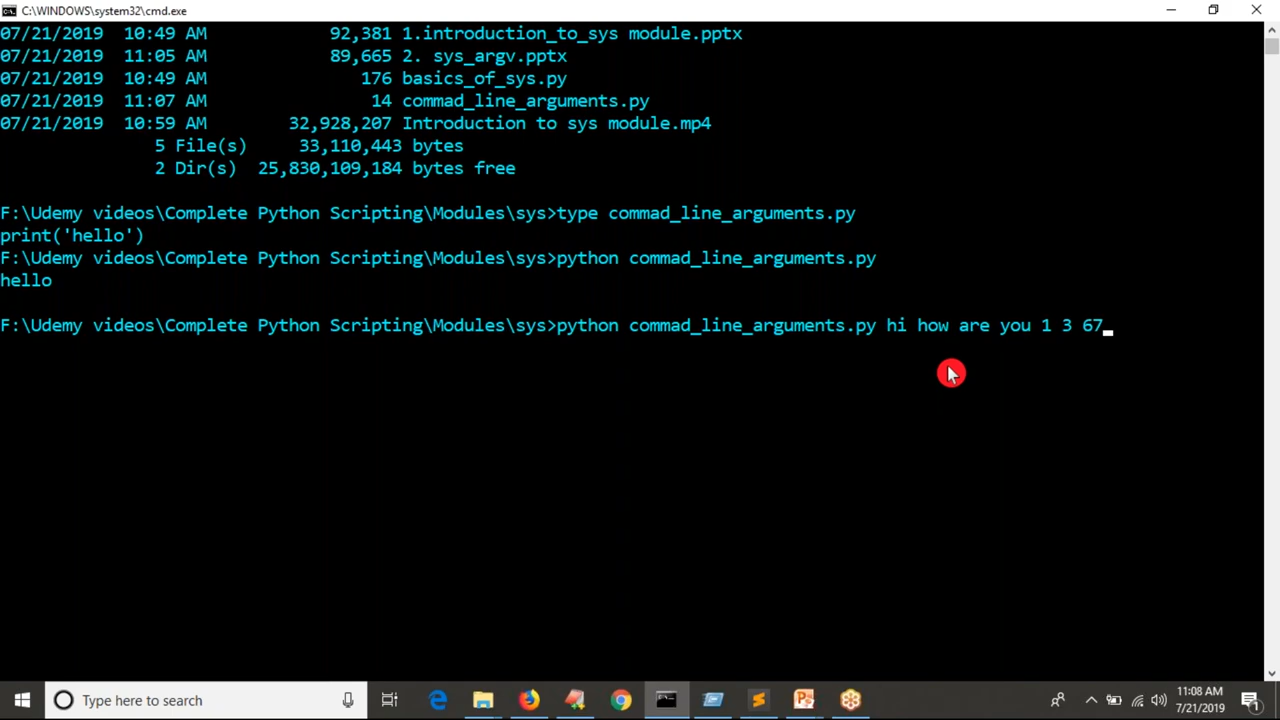 C:\WINDOWS\system32\cmd.exe
07/21/2019  10:49 AM            92,381 1.introduction_to_sys module.pptx
07/21/2019  11:05 AM            89,665 2. sys_argv.pptx
07/21/2019  10:49 AM               176 basics_of_sys.py
07/21/2019  11:07 AM                14 commad_line_arguments.py
07/21/2019  10:59 AM        32,928,207 Introduction to sys module.mp4
               5 File(s)     33,110,443 bytes
               2 Dir(s)  25,830,109,184 bytes free
F:\Udemy videos\Complete Python Scripting\Modules\sys>type commad_line_arguments.py
print('hello')
F:\Udemy videos\Complete Python Scripting\Modules\sys>python commad_line_arguments.py
hello
F:\Udemy videos\Complete Python Scripting\Modules\sys>python commad_line_arguments.py hi how are you 1 3 67_
Type here to search
11:08 AM
7/21/2019